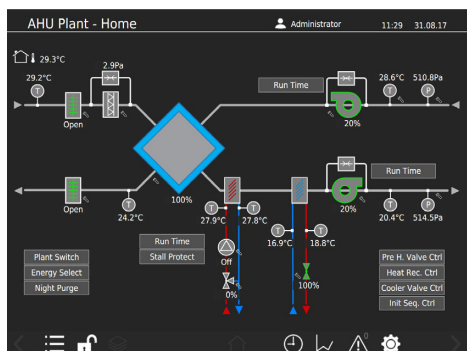 AHU Plant - Home
Administrator
11:29 31.08.17
29.3°C
29.2°C
2.9Pa
28.6°C 510.8Pa
T
T
P
Run Time
Open
20%
Run Time
Open
24.2°C
T
100%
27.9°C 27.8°C
T
T
20%
20.4°C 514.5Pa
T
P
16.9°C 18.8°C
T
T
Run Time
Stall Protect
Off
0%
100%
Plant Switch
Energy Select
Night Purge
Pre H. Valve Ctrl
Heat Rec. Ctrl
Cooler Valve Ctrl
Init Seq. Ctrl
0